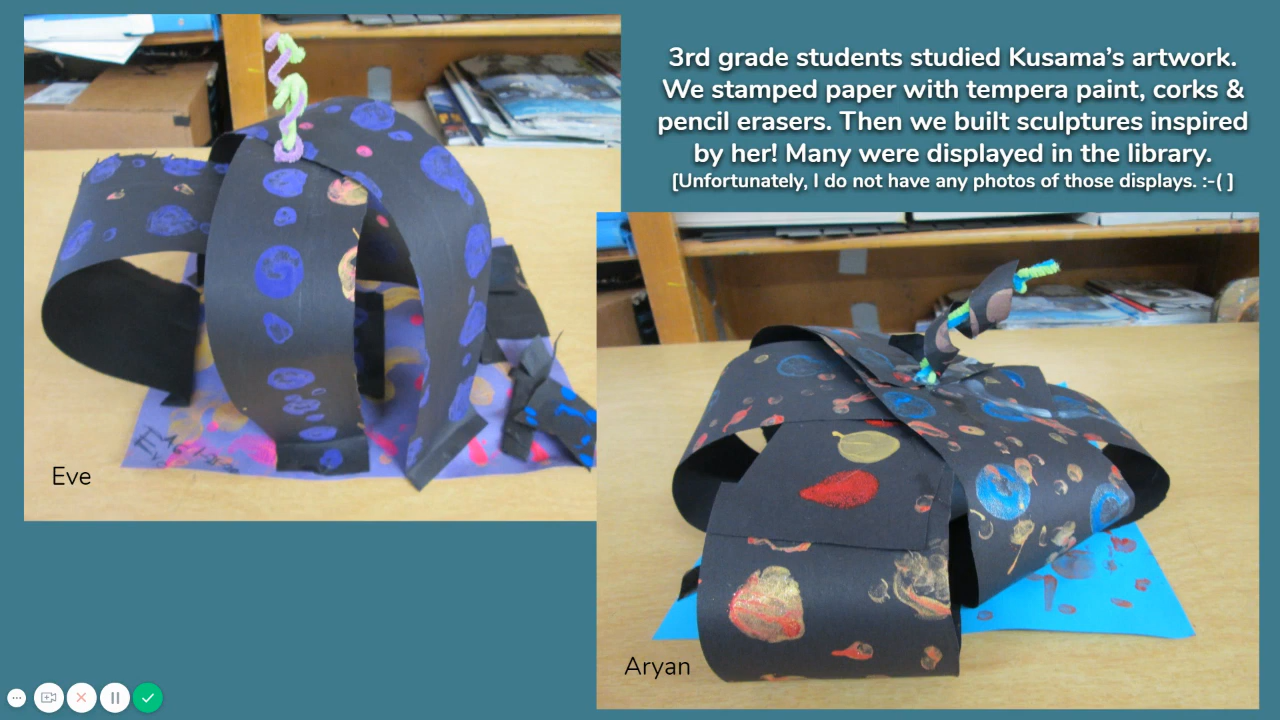 3rd grade students studied Kusama’s artwork.
We stamped paper with tempera paint, corks &
pencil erasers. Then we built sculptures inspired
by her! Many were displayed in the library.
[Unfortunately, I do not have any photos of those displays. :-( ]
Eve
Aryan